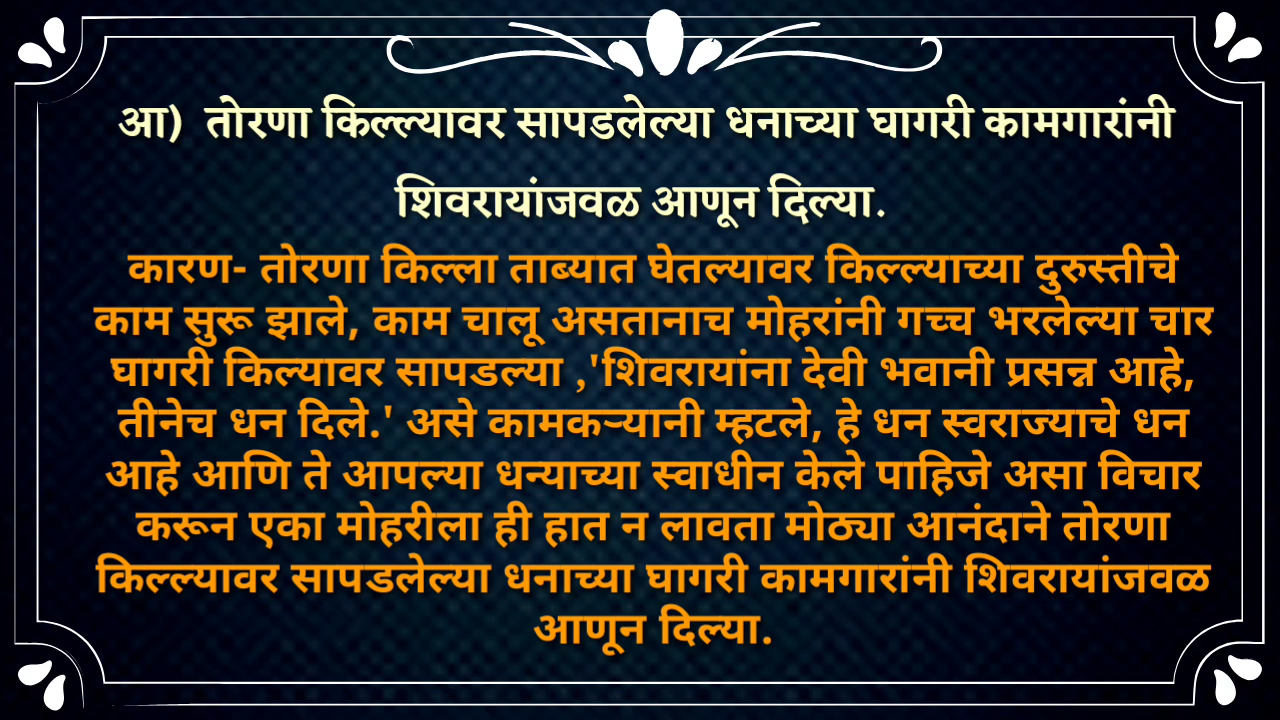 आ) तोरणा किल्ल्यावर सापडलेल्या धनाच्या घागरी कामगारांनी
शिवरायांजवळ आणून दिल्या.
कारण- तोरणा किल्ला ताब्यात घेतल्यावर किल्ल्याच्या दुरुस्तीचे
काम सुरू झाले, काम चालू असतानाच मोहरांनी गच्च भरलेल्या चार
घागरी किल्यावर सापडल्या ,'शिवरायांना देवी भवानी प्रसन्न आहे,
तीनेच धन दिले.' असे कामकऱ्यानी म्हटले, हे धन स्वराज्याचे धन
आहे आणि ते आपल्या धन्याच्या स्वाधीन केले पाहिजे असा विचार
करून एका मोहरीला ही हात न लावता मोठ्या आनंदाने तोरणा
किल्ल्यावर सापडलेल्या धनाच्या घागरी कामगारांनी शिवरायांजवळ
आणून दिल्या.